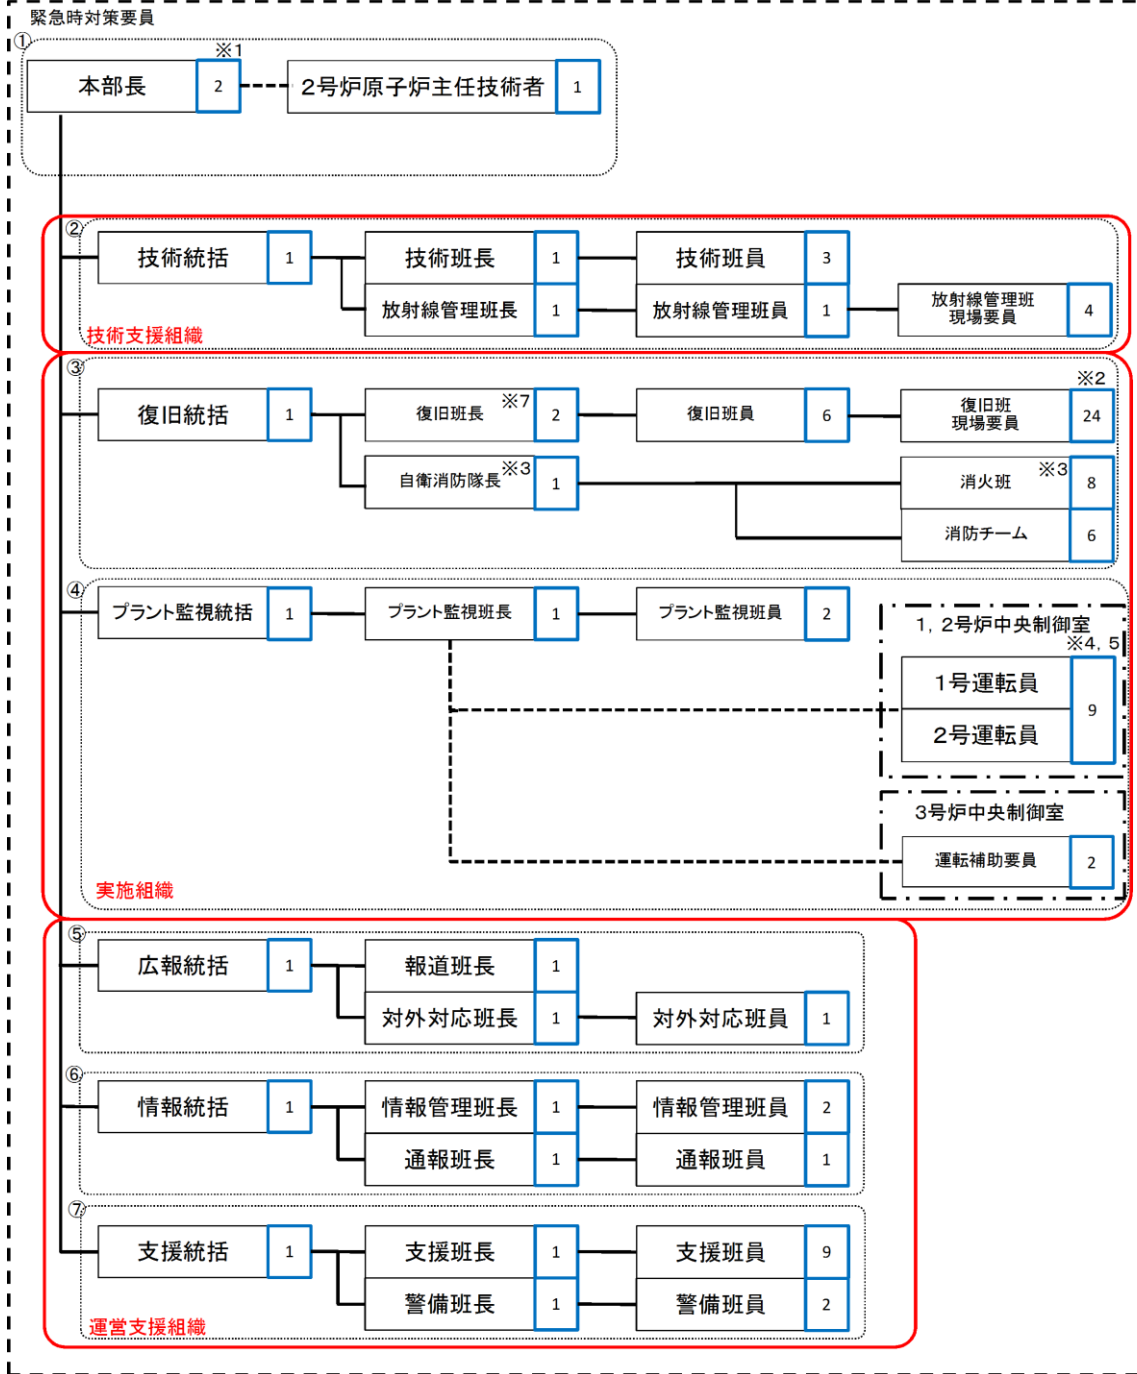 緊急時対策要員
①
※1
本部長 2 2号炉原子炉主任技術者 1
②
技術統括 1 技術班長 1 技術班員 3
放射線管理班長 1 放射線管理班員 1 放射線管理班
現場要員 4
技術支援組織
③
※2
復旧統括 1 復旧班長 ※7 2 復旧班員 6 復旧班
現場要員 24
自衛消防隊長 ※3 1 消火班 ※3 8
消防チーム 6
④
プラント監視統括 1 プラント監視班長 1 プラント監視班員 2
1,2号炉中央制御室
※4,5
1号運転員
9
2号運転員
3号炉中央制御室
運転補助要員 2
実施組織
⑤
広報統括 1 報道班長 1
対外対応班長 1 対外対応班員 1
⑥
情報統括 1 情報管理班長 1 情報管理班員 2
通報班長 1 通報班員 1
⑦
支援統括 1 支援班長 1 支援班員 9
警備班長 1 警備班員 2
運営支援組織